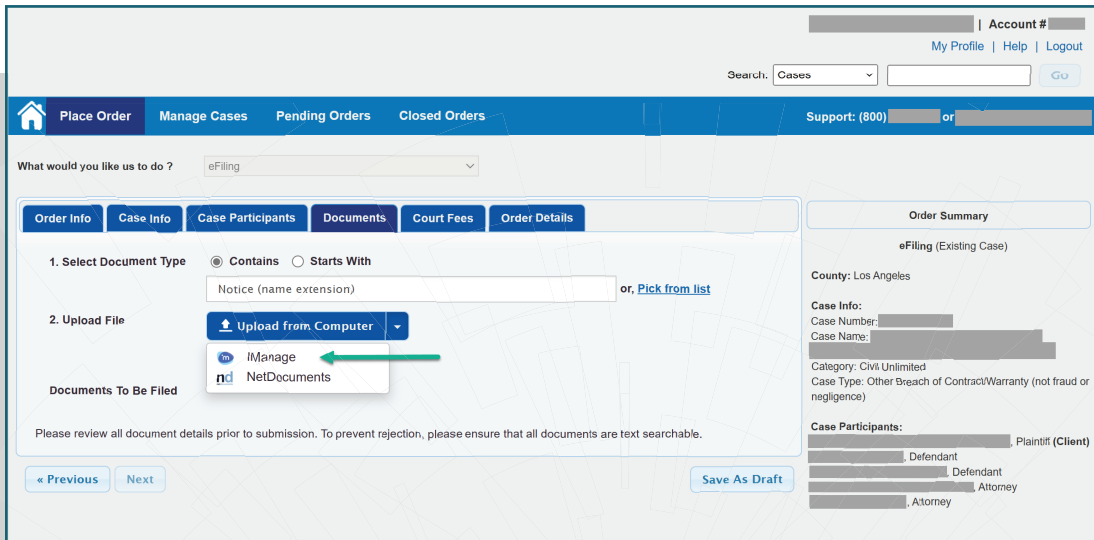 | Account #
My Profile | Help | Logout
Search: Cases Go
Place Order Manage Cases Pending Orders Closed Orders Support: (800) or
What would you like us to do ? eFiling
Order Info Case Info Case Participants Documents Court Fees Order Details
1. Select Document Type Contains Starts With
Notice (name extension) or, Pick from list
2. Upload File Upload from Computer
m iManage
nd NetDocuments
Documents To Be Filed
Please review all document details prior to submission. To prevent rejection, please ensure that all documents are text searchable.
« Previous Next Save As Draft
Order Summary
eFiling (Existing Case)
County: Los Angeles
Case Info:
Case Number:
Case Name:
Category: Civil Unlimited
Case Type: Other Breach of Contract/Warranty (not fraud or
negligence)
Case Participants:
, Plaintiff (Client)
, Defendant
, Defendant
, Attorney
, Attorney